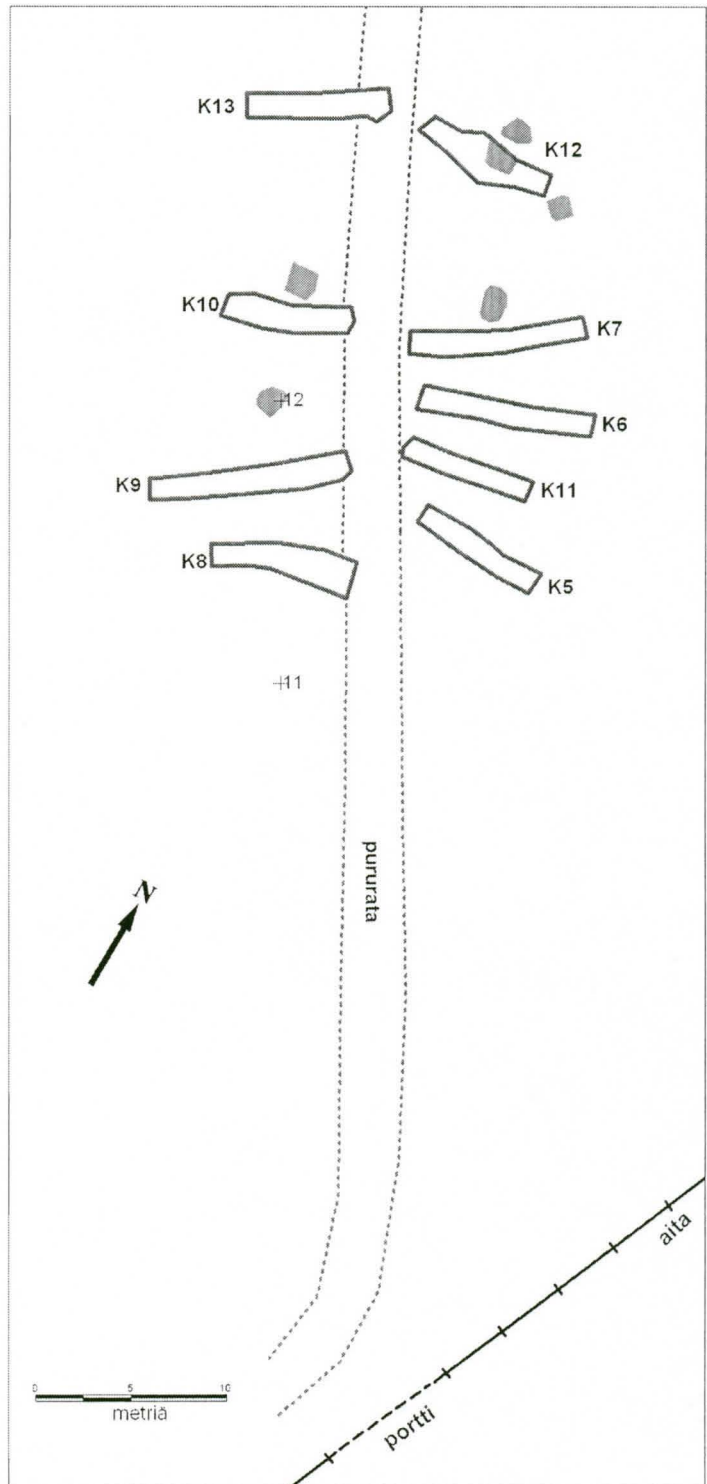 K13
K12
K10
K7
12
K6
K9
K11
K8
K5
11
pururata
N
aita
0 5 10
metriä
portti